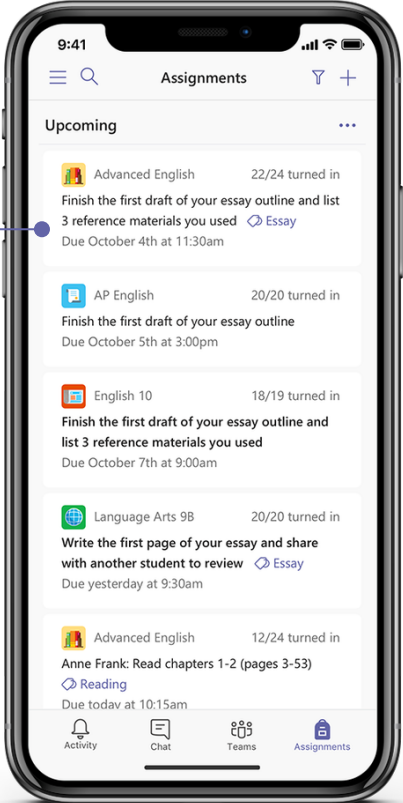 9:41
Assignments
Upcoming
Advanced English 22/24 turned in
Finish the first draft of your essay outline and list
3 reference materials you used Essay
Due October 4th at 11:30am
AP English 20/20 turned in
Finish the first draft of your essay outline
Due October 5th at 3:00pm
English 10 18/19 turned in
Finish the first draft of your essay outline and
list 3 reference materials you used
Due October 7th at 9:00am
Language Arts 9B 20/20 turned in
Write the first page of your essay and share
with another student to review Essay
Due yesterday at 9:30am
Advanced English 12/24 turned in
Anne Frank: Read chapters 1-2 (pages 3-53)
Reading
Due today at 10:15am
Activity Chat Teams Assignments